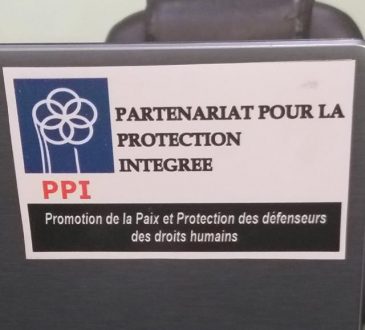 PARTENARIAT POUR LA
PROTECTION
INTEGREE
PPI
Promotion de la Paix et Protection des défenseurs
des droits humains